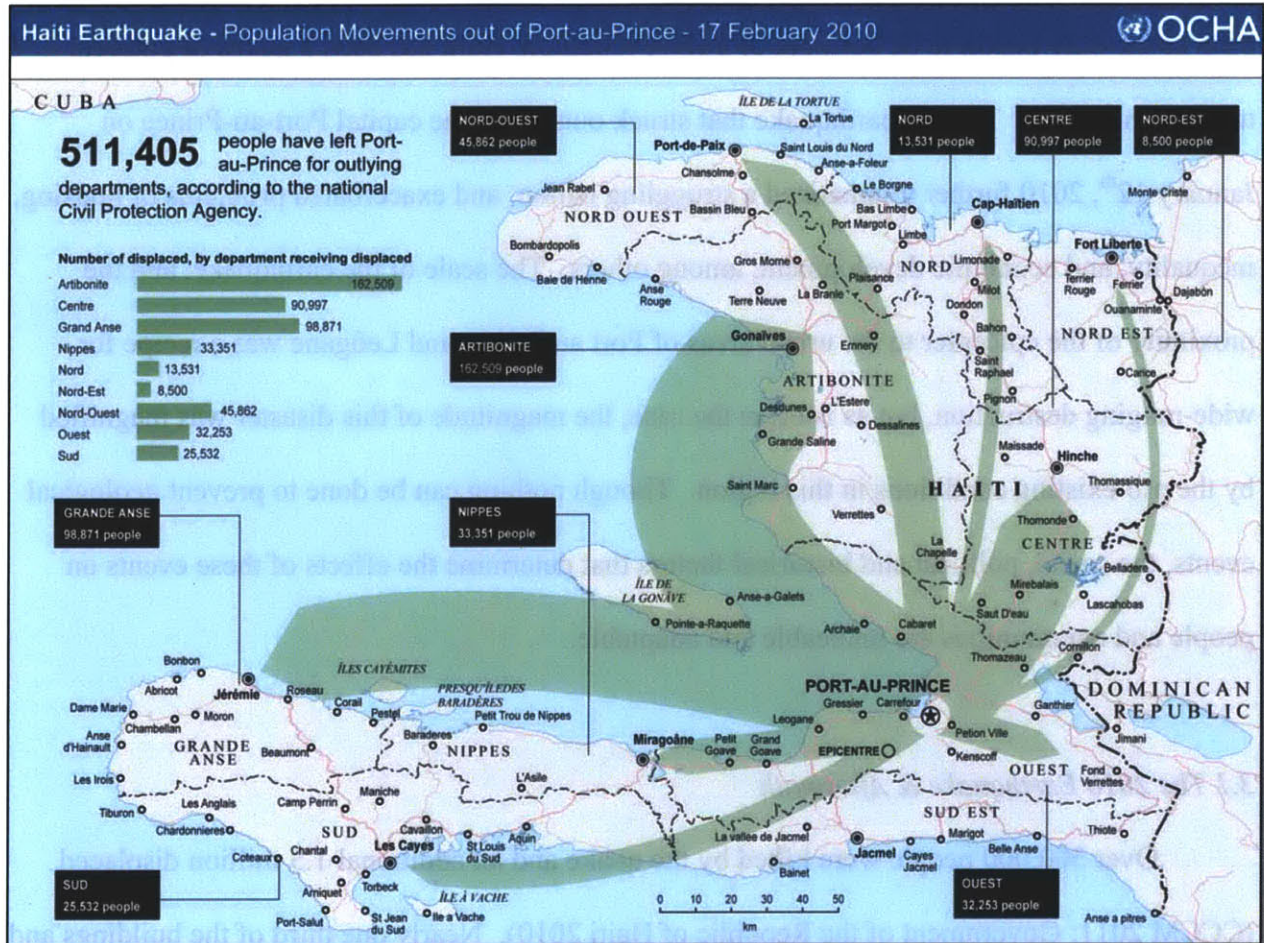 Haiti Earthquake - Population Movements out of Port-au-Prince - 17 February 2010
OCHA
CUBA
511,405 people have left Port-
au-Prince for outlying
departments, according to the national
Civil Protection Agency.
Number of displaced, by department receiving displaced
Artibonite 162,509
Centre 90,997
Grand Anse 98,871
Nippes 33,351
Nord 13,531
Nord-Est 8,500
Nord-Ouest 45,862
Ouest 32,253
Sud 25,532
NORD-OUEST
45,862 people
NORD
13,531 people
CENTRE
90,997 people
NORD-EST
8,500 people
ARTIBONITE
162,509 people
GRANDE ANSE
98,871 people
NIPPES
33,351 people
SUD
25,532 people
OUEST
32,253 people
ÎLE DE LA TORTUE
La Tortue
Port-de-Paix
Saint Louis du Nord
Chansolme
Anse-a-Foleur
Jean Rabel
Le Borgne
Monte Criste
NORD OUEST
Bassin Bleu
Bas Limbe
Port Margot
Cap-Haïtien
Limbe
Bombardopolis
Baie de Henne
Anse
Rouge
Gros Morne
Terre Neuve
La Branle
Plaisance
NORD
Limonade
Milot
Dondon
Fort Liberte
Terrier
Rouge
Ferrier
Ouanaminte
Dajabón
Bahon
NORD EST
Gonaïves
Ennery
Saint
Raphael
Carice
ARTIBONITE
Pignon
Desdunes
L'Estere
Dessalines
Grande Saline
Maissade
Hinche
Saint Marc
HAITI
Thomassique
Verrettes
Thomonde
La
Chapelle
CENTRE
Belladere
ÎLE DE
LA GONÂVE
Anse-a-Galets
Pointe-a-Raquette
Mirebalais
Lascahobas
Saut D'eau
Archaie
Cabaret
Thomazeau
Cornillon
Bonbon
Abricot
Jérémie
Roseau
ÎLES CAYÉMITES
PRESQU'ÎLEDES
BARADÈRES
PORT-AU-PRINCE
DOMINICAN
REPUBLIC
Dame Marie
Moron
Chambellan
Corail
Pestel
Petit Trou de Nippes
Leogane
Gressier
Carrefour
Ganthier
Anse
d'Hainault
GRANDE
ANSE
Beaumont
Baraderes
NIPPES
Miragoâne
Petit
Goave
Grand
Goave
EPICENTRE
Petion Ville
Kenscoff
Jimani
Les Irois
L'Asile
OUEST
Fond
Verrettes
Tiburon
Les Anglais
Chardonnieres
Camp Perrin
Maniche
SUD
Cavaillon
Les Cayes
St Louis
du Sud
Aquin
La vallee de Jacmel
Bainet
SUD EST
Jacmel
Cayes
Jacmel
Marigot
Belle Anse
Thiote
Coteaux
Chantal
Torbeck
Arniquet
Port-Salut
St Jean
du Sud
ÎLE À VACHE
Ile a Vache
Anse a pitres
0 10 20 30 40 50
km